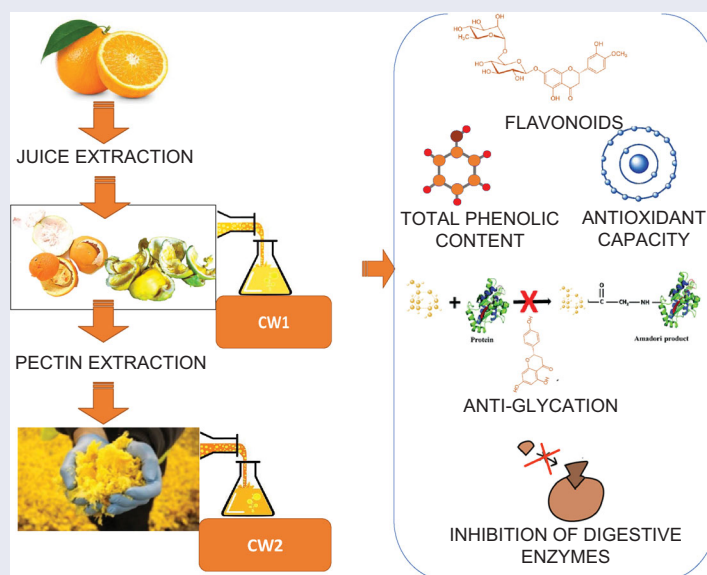 JUICE EXTRACTION
CW1
PECTIN EXTRACTION
CW2
FLAVONOIDS
TOTAL PHENOLIC
CONTENT
ANTIOXIDANT
CAPACITY
Protein
Amadori product
ANTI-GLYCATION
INHIBITION OF DIGESTIVE
ENZYMES